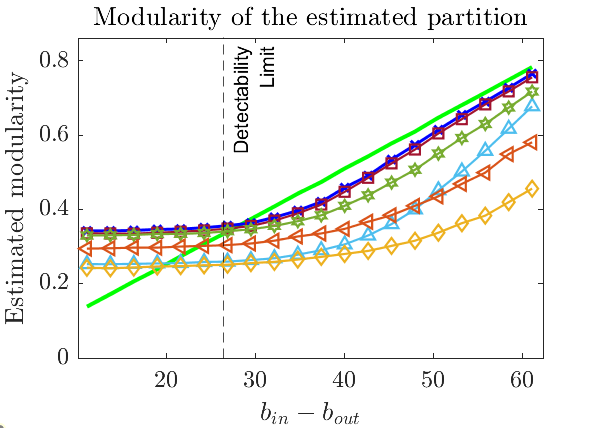 Modularity of the estimated partition
Estimated modularity
0.8
0.6
0.4
0.2
0
Detectability
Limit
20
30
40
50
60
b_in − b_out